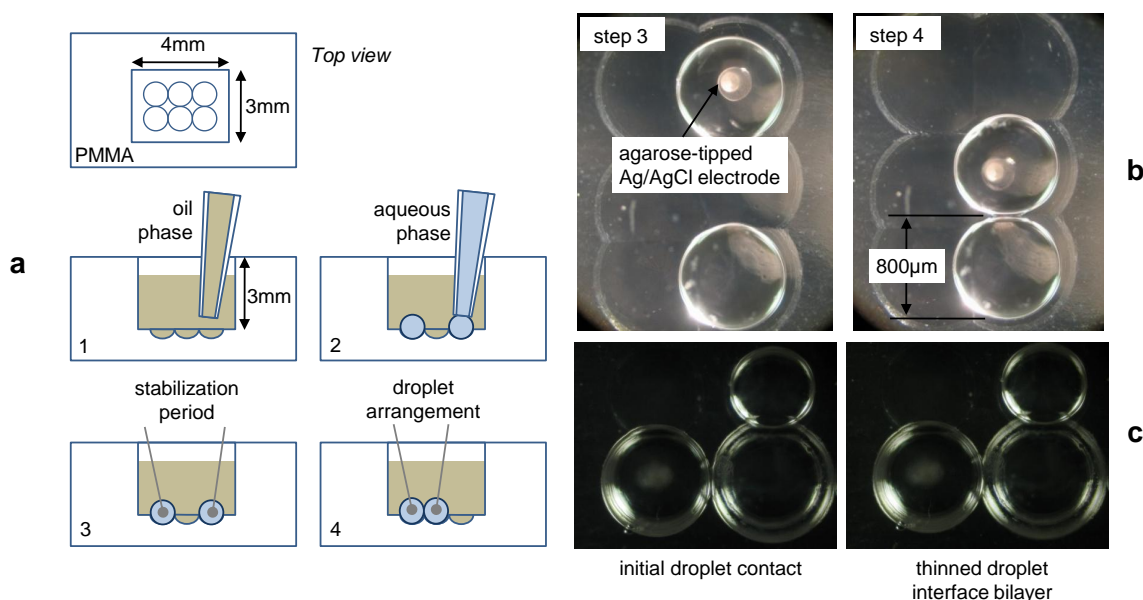 a
4mm
Top view
3mm
PMMA
oil
phase
3mm
1
aqueous
phase
2
stabilization
period
3
droplet
arrangement
4
step 3
agarose-tipped
Ag/AgCl electrode
step 4
800µm
b
c
initial droplet contact
thinned droplet
interface bilayer